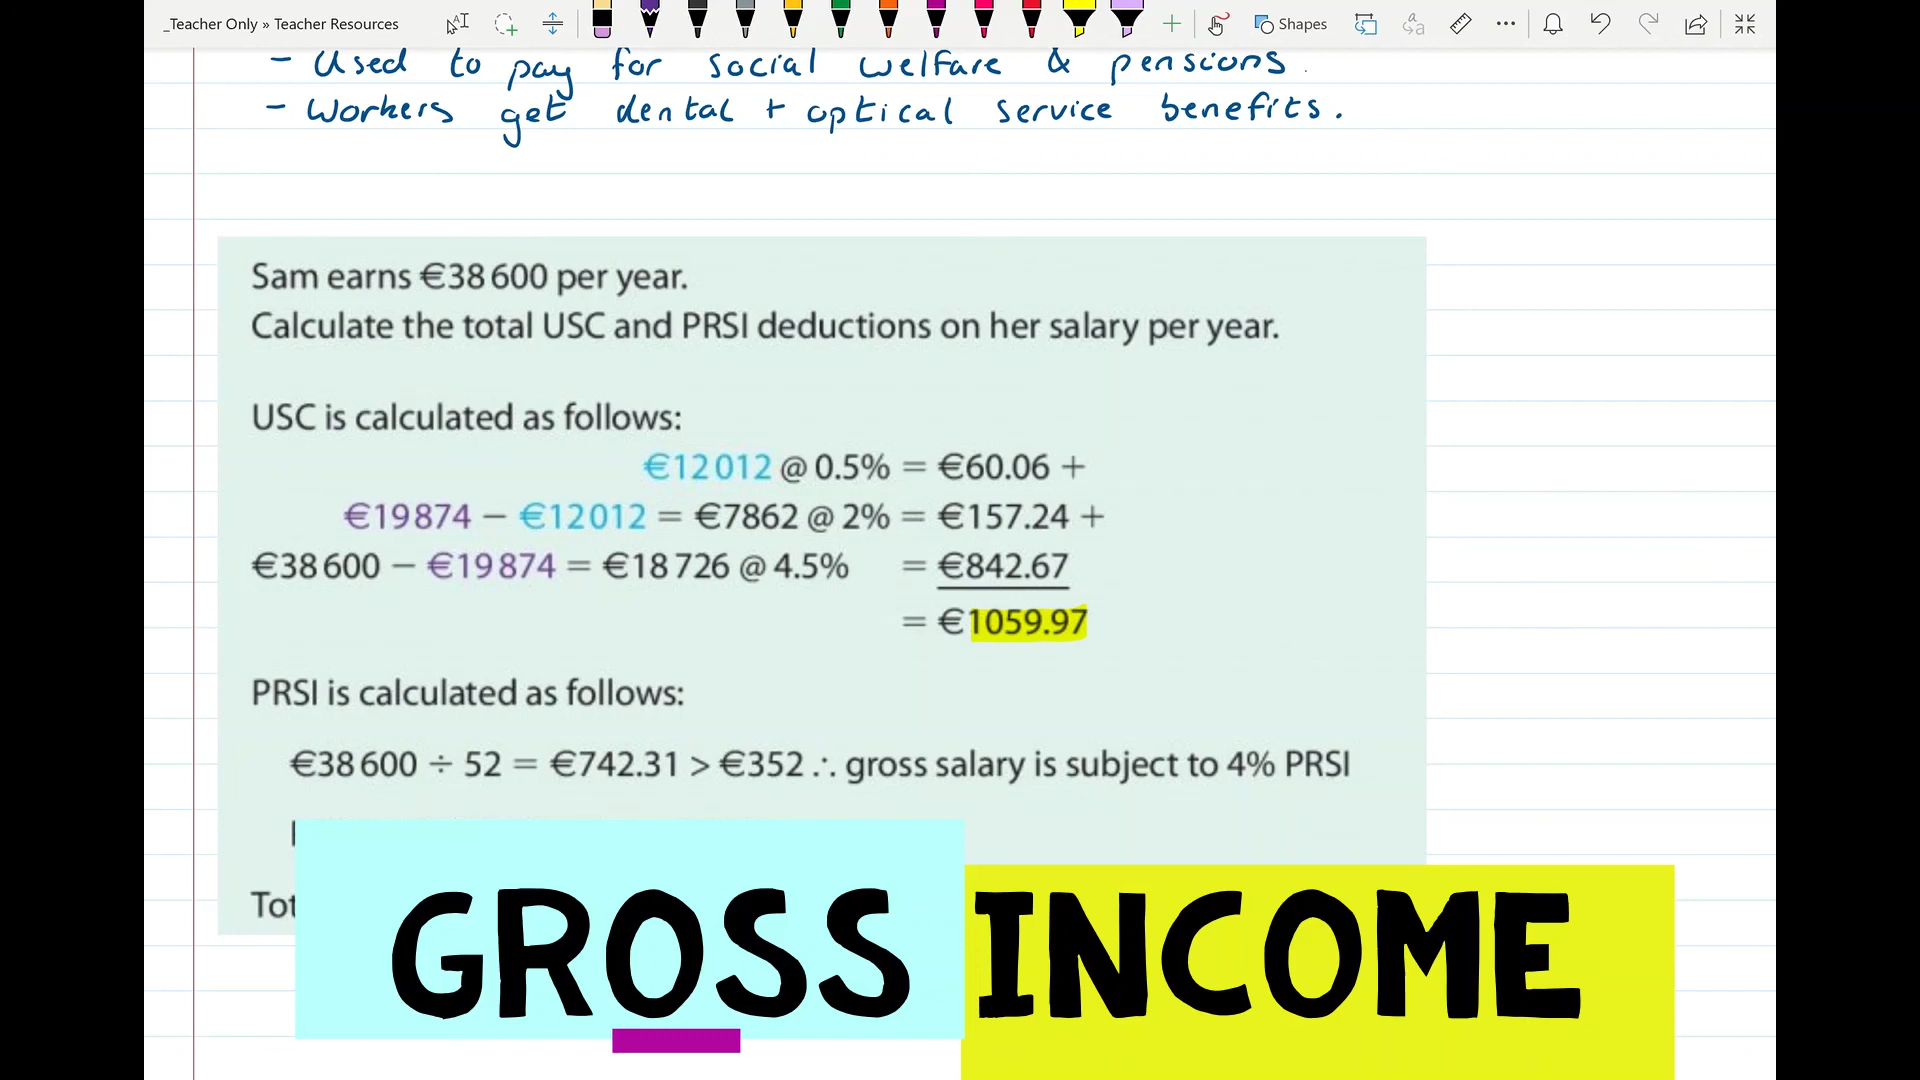 _Teacher Only » Teacher Resources
Shapes
- Used to pay for social welfare & pensions.
- Workers get dental + optical service benefits.
Sam earns €38 600 per year.
Calculate the total USC and PRSI deductions on her salary per year.
USC is calculated as follows:
€12 012 @ 0.5% = €60.06 +
€19 874 − €12 012 = €7862 @ 2% = €157.24 +
€38 600 − €19 874 = €18 726 @ 4.5% = €842.67
= €1059.97
PRSI is calculated as follows:
€38 600 ÷ 52 = €742.31 > €352 ∴ gross salary is subject to 4% PRSI
GROSS INCOME